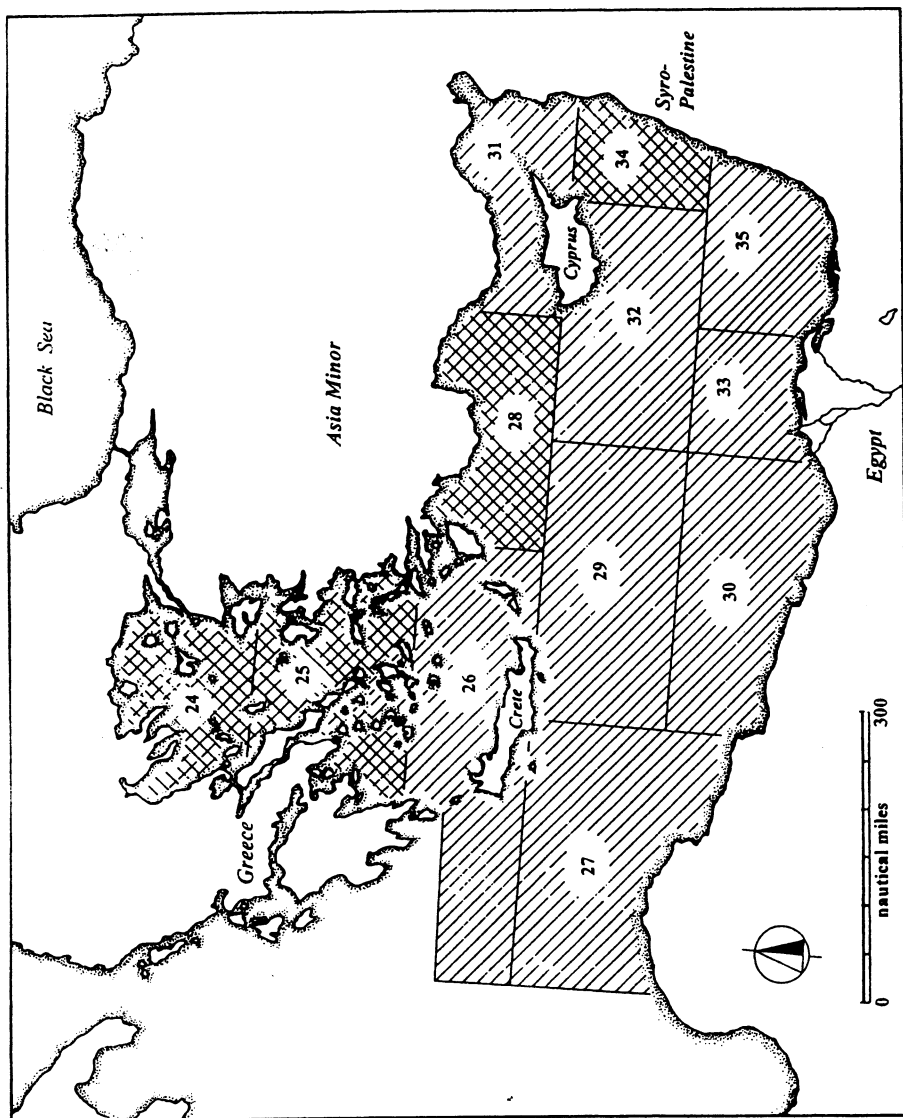 Black Sea
Asia Minor
Greece
24
25
26
Crete
27
28
29
30
31
Cyprus
32
33
34
35
Syro-
Palestine
Egypt
0
nautical miles
300